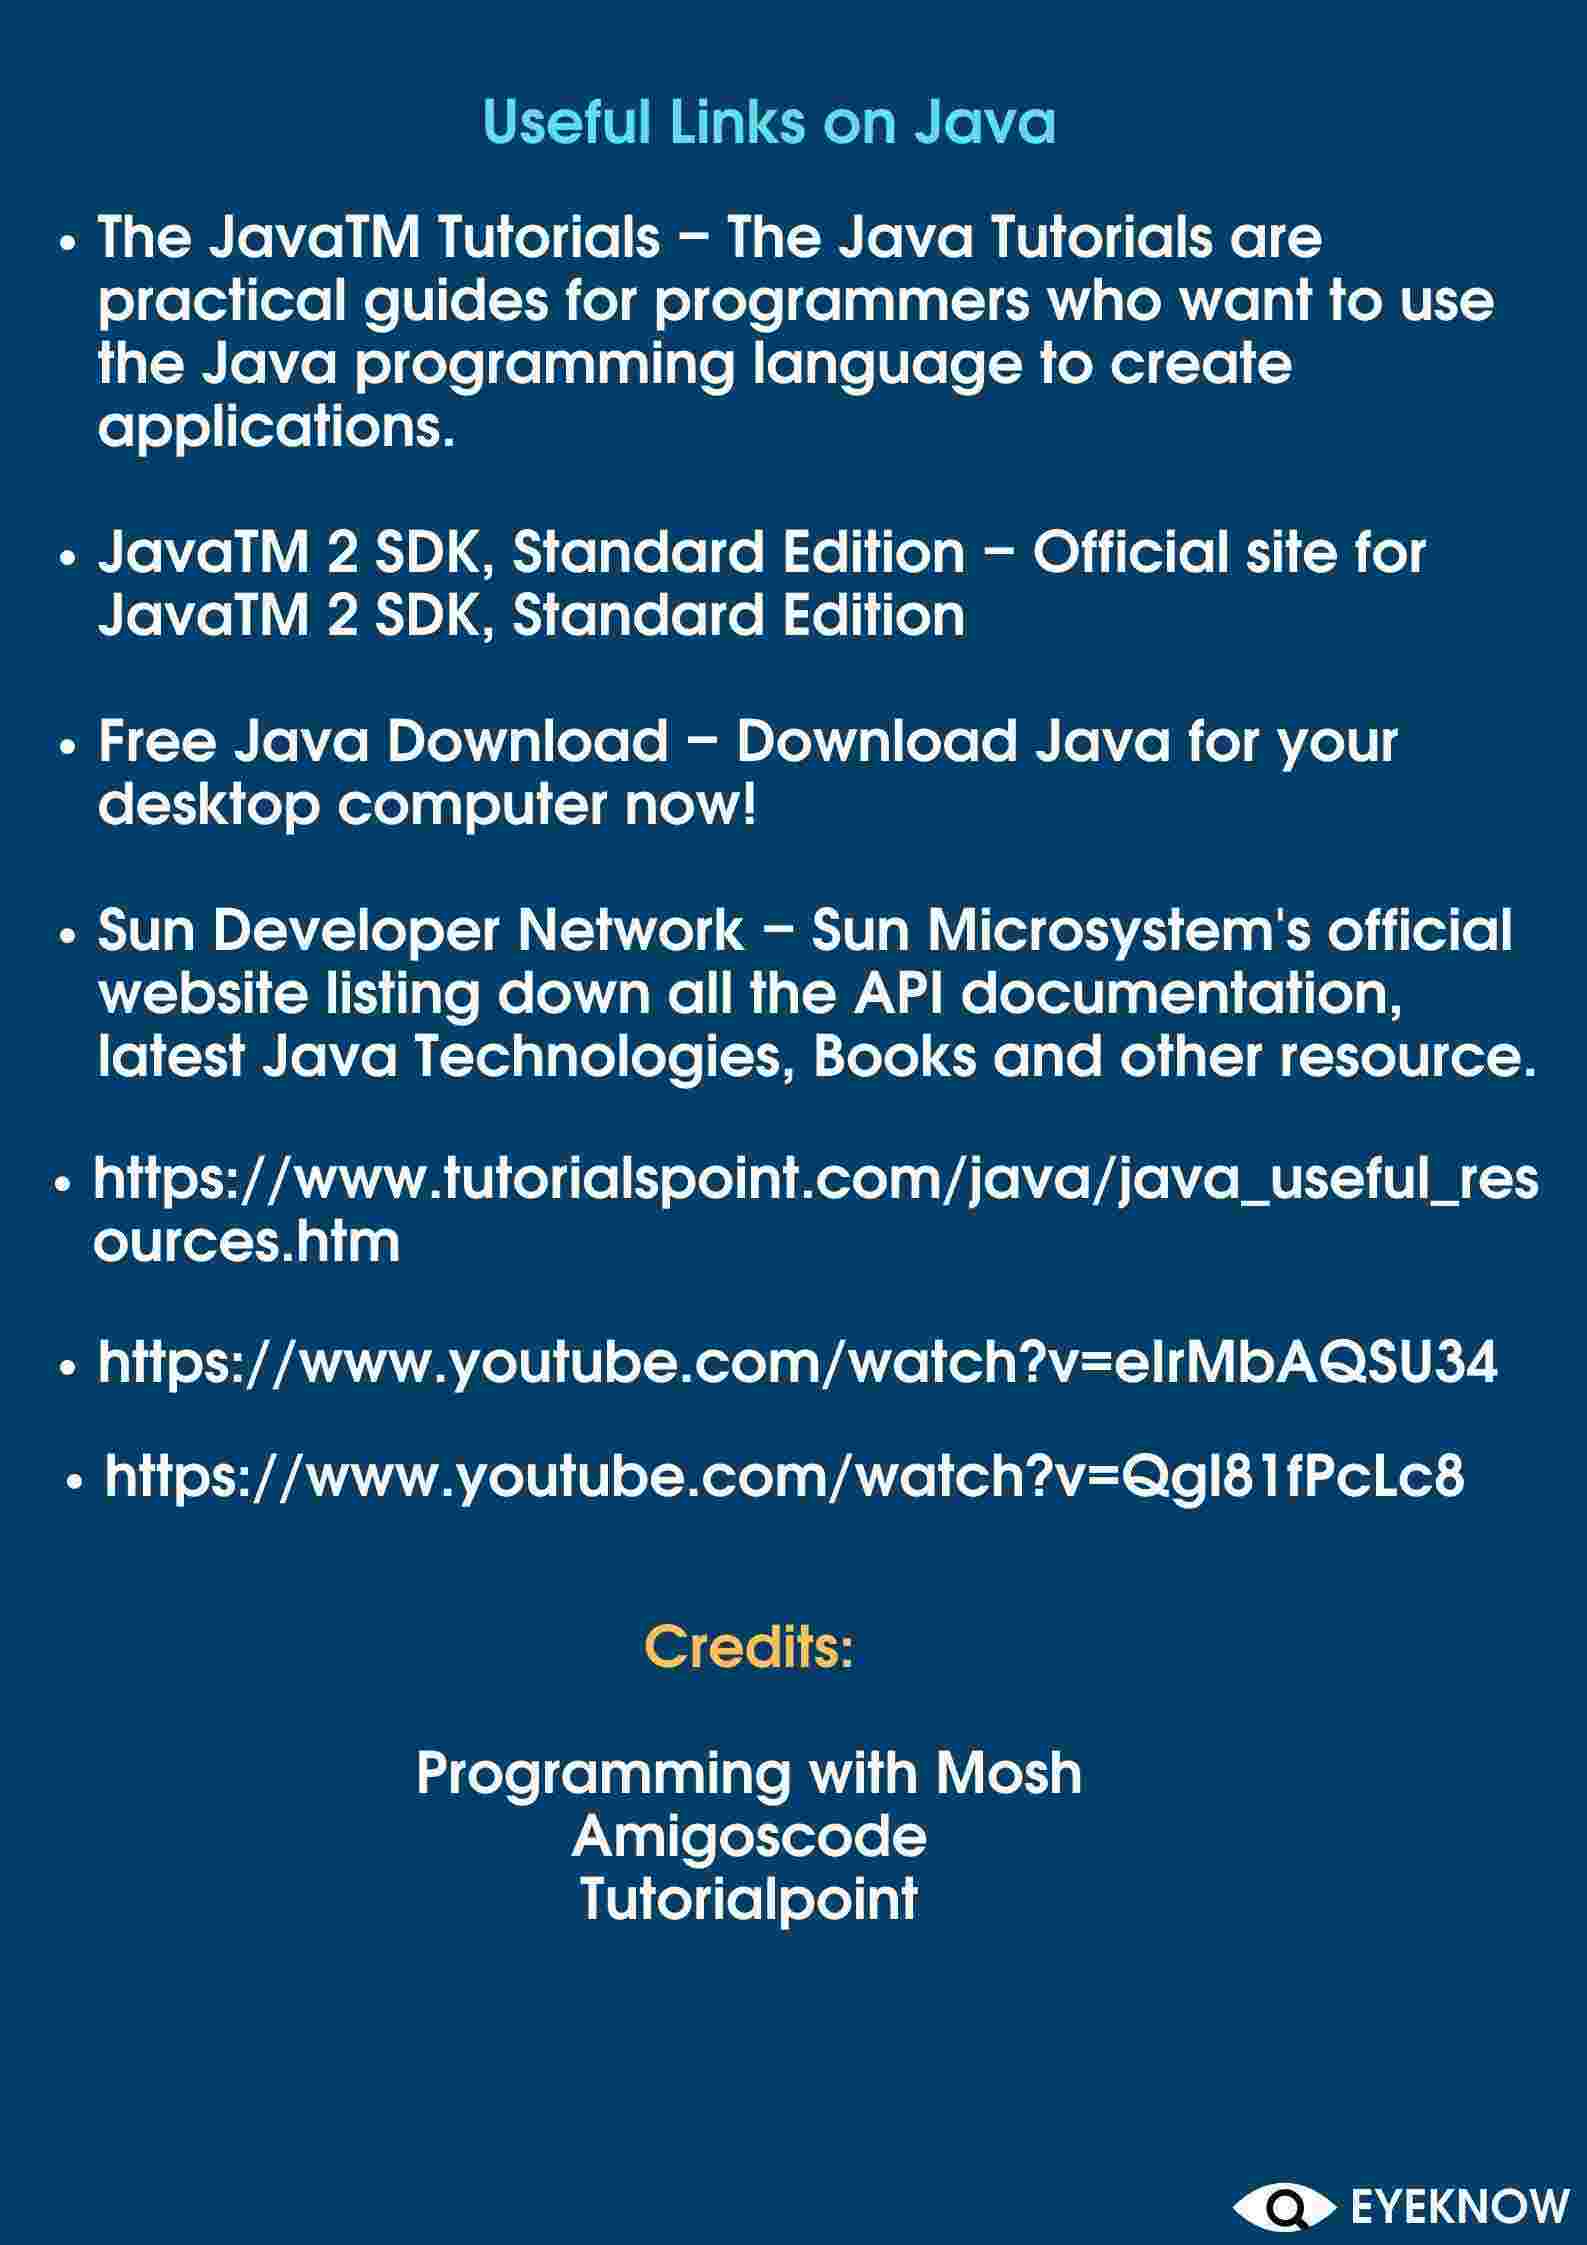 Useful Links on Java
• The JavaTM Tutorials – The Java Tutorials are
practical guides for programmers who want to use
the Java programming language to create
applications.
• JavaTM 2 SDK, Standard Edition – Official site for
JavaTM 2 SDK, Standard Edition
• Free Java Download – Download Java for your
desktop computer now!
• Sun Developer Network – Sun Microsystem's official
website listing down all the API documentation,
latest Java Technologies, Books and other resource.
• https://www.tutorialspoint.com/java/java_useful_res
ources.htm
• https://www.youtube.com/watch?v=eIrMbAQSU34
• https://www.youtube.com/watch?v=Qgl81fPcLc8
Credits:
Programming with Mosh
Amigoscode
Tutorialpoint
EYEKNOW